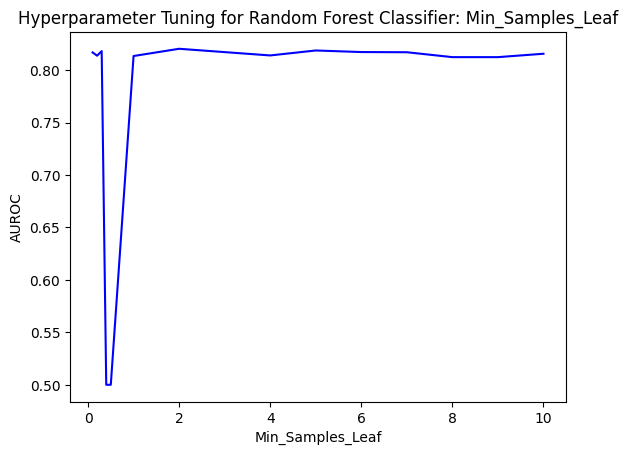 Hyperparameter Tuning for Random Forest Classifier: Min_Samples_Leaf
0.80
0.75
0.70
0.65
0.60
0.55
0.50
AUROC
0 2 4 6 8 10
Min_Samples_Leaf